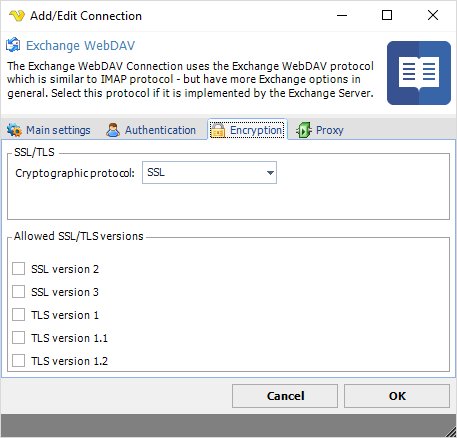 Add/Edit Connection
Exchange WebDAV
The Exchange WebDAV Connection uses the Exchange WebDAV protocol
which is similar to IMAP protocol - but have more Exchange options in
general. Select this protocol if it is implemented by the Exchange Server.
Main settings Authentication Encryption Proxy
SSL/TLS
Cryptographic protocol: SSL
Allowed SSL/TLS versions
SSL version 2
SSL version 3
TLS version 1
TLS version 1.1
TLS version 1.2
Cancel OK